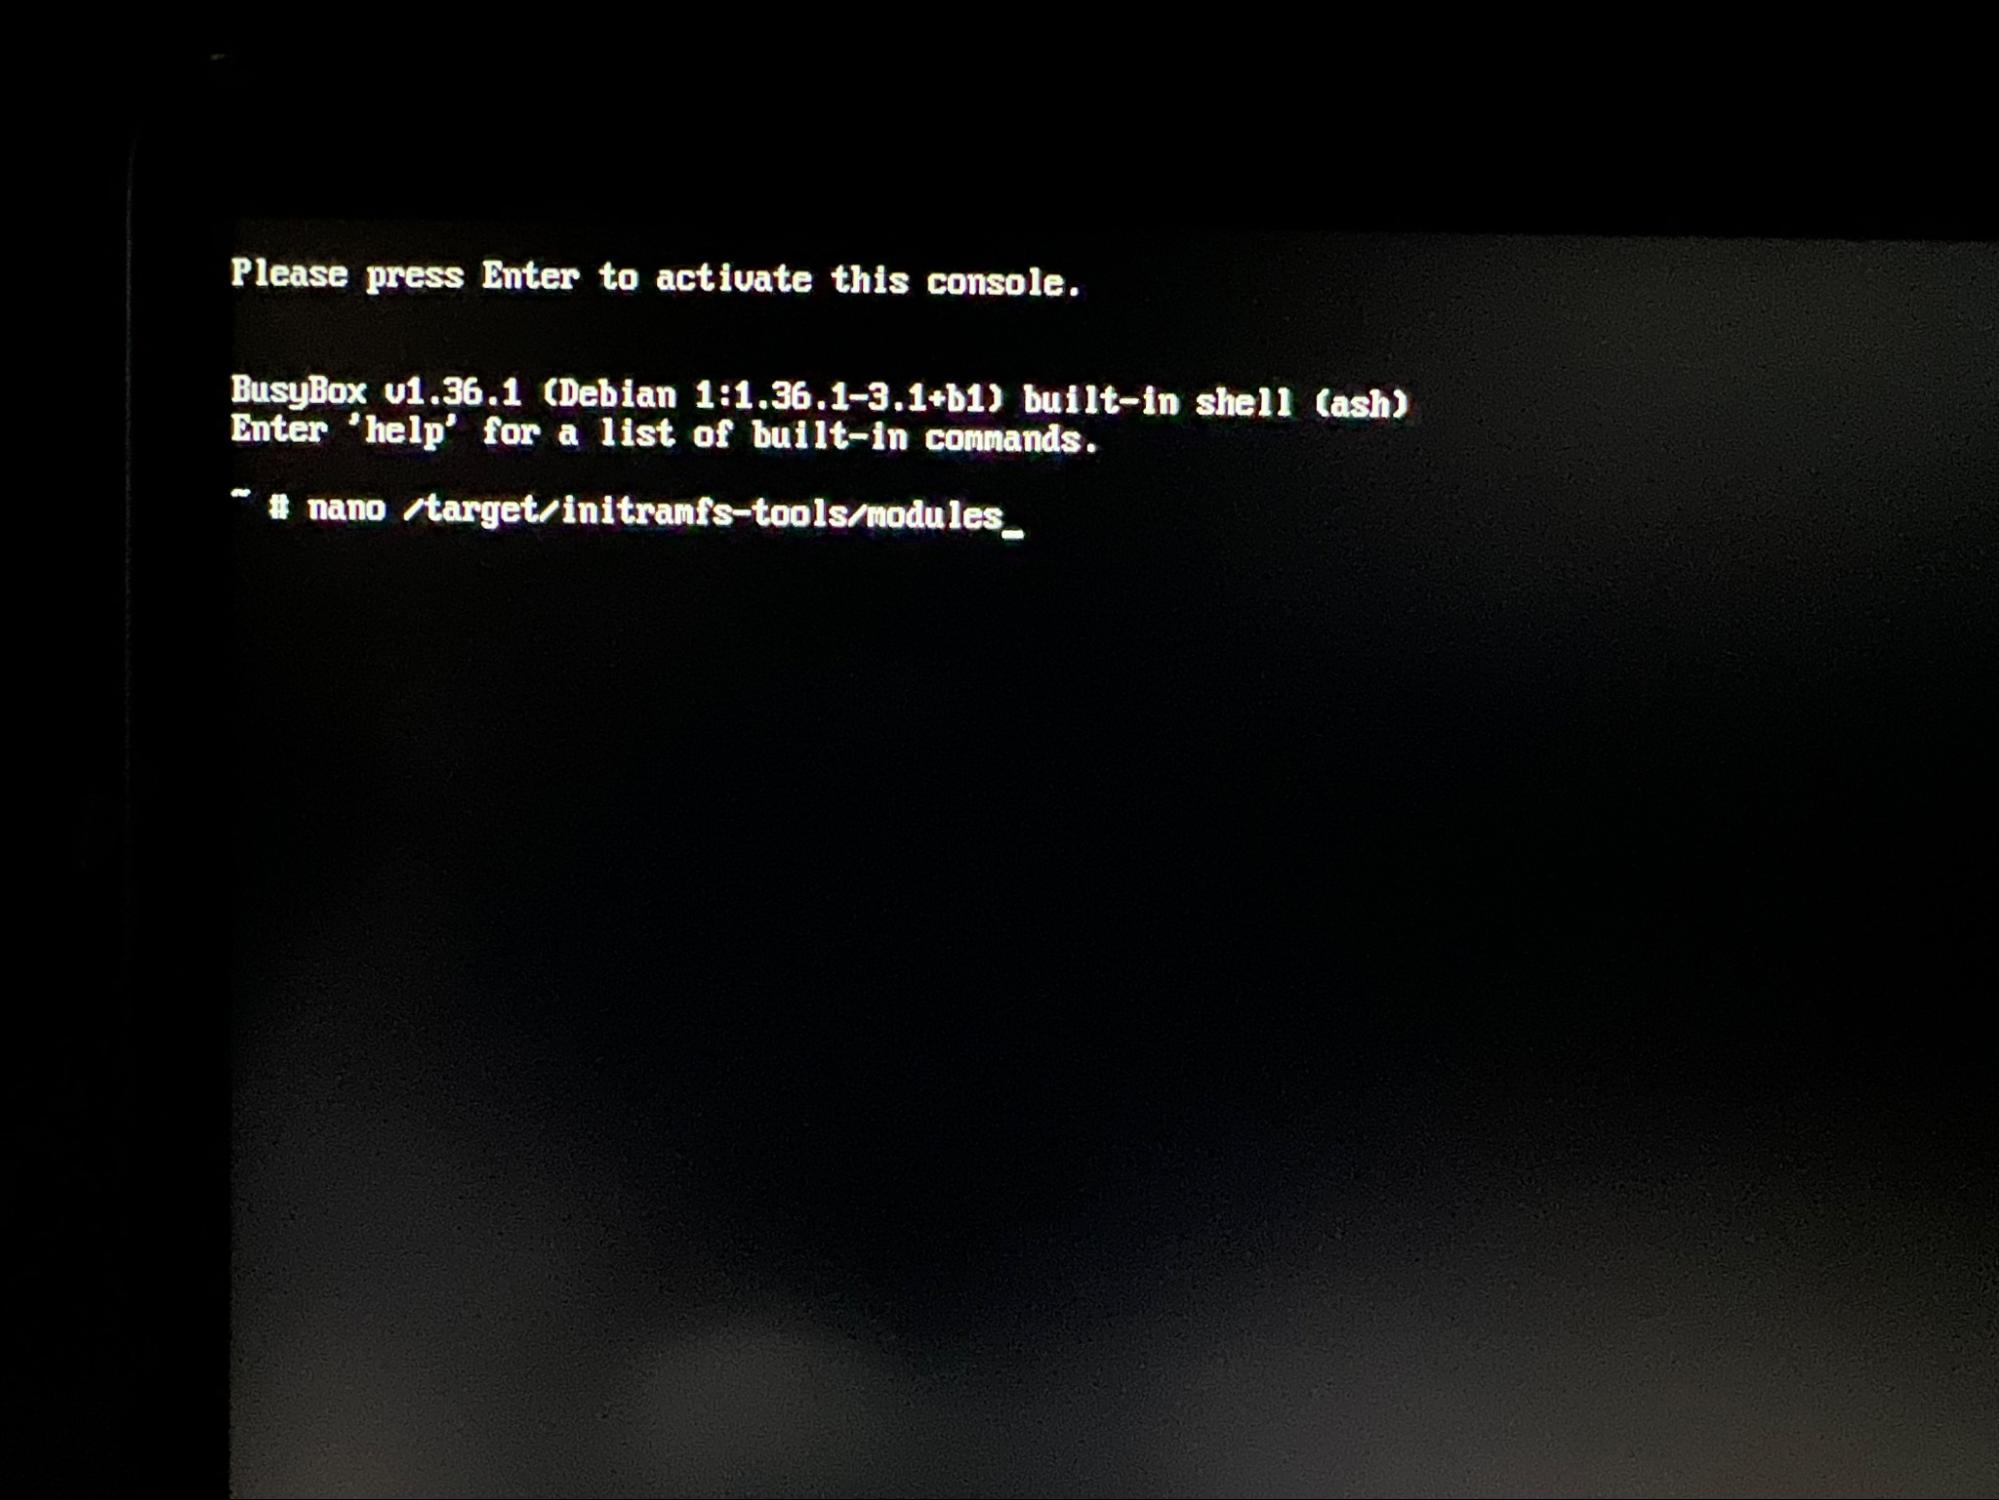 Please press Enter to activate this console.
BusyBox v1.36.1 (Debian 1:1.36.1-3.1+b1) built-in shell (ash)
Enter 'help' for a list of built-in commands.
~ # nano /target/initramfs-tools/modules_